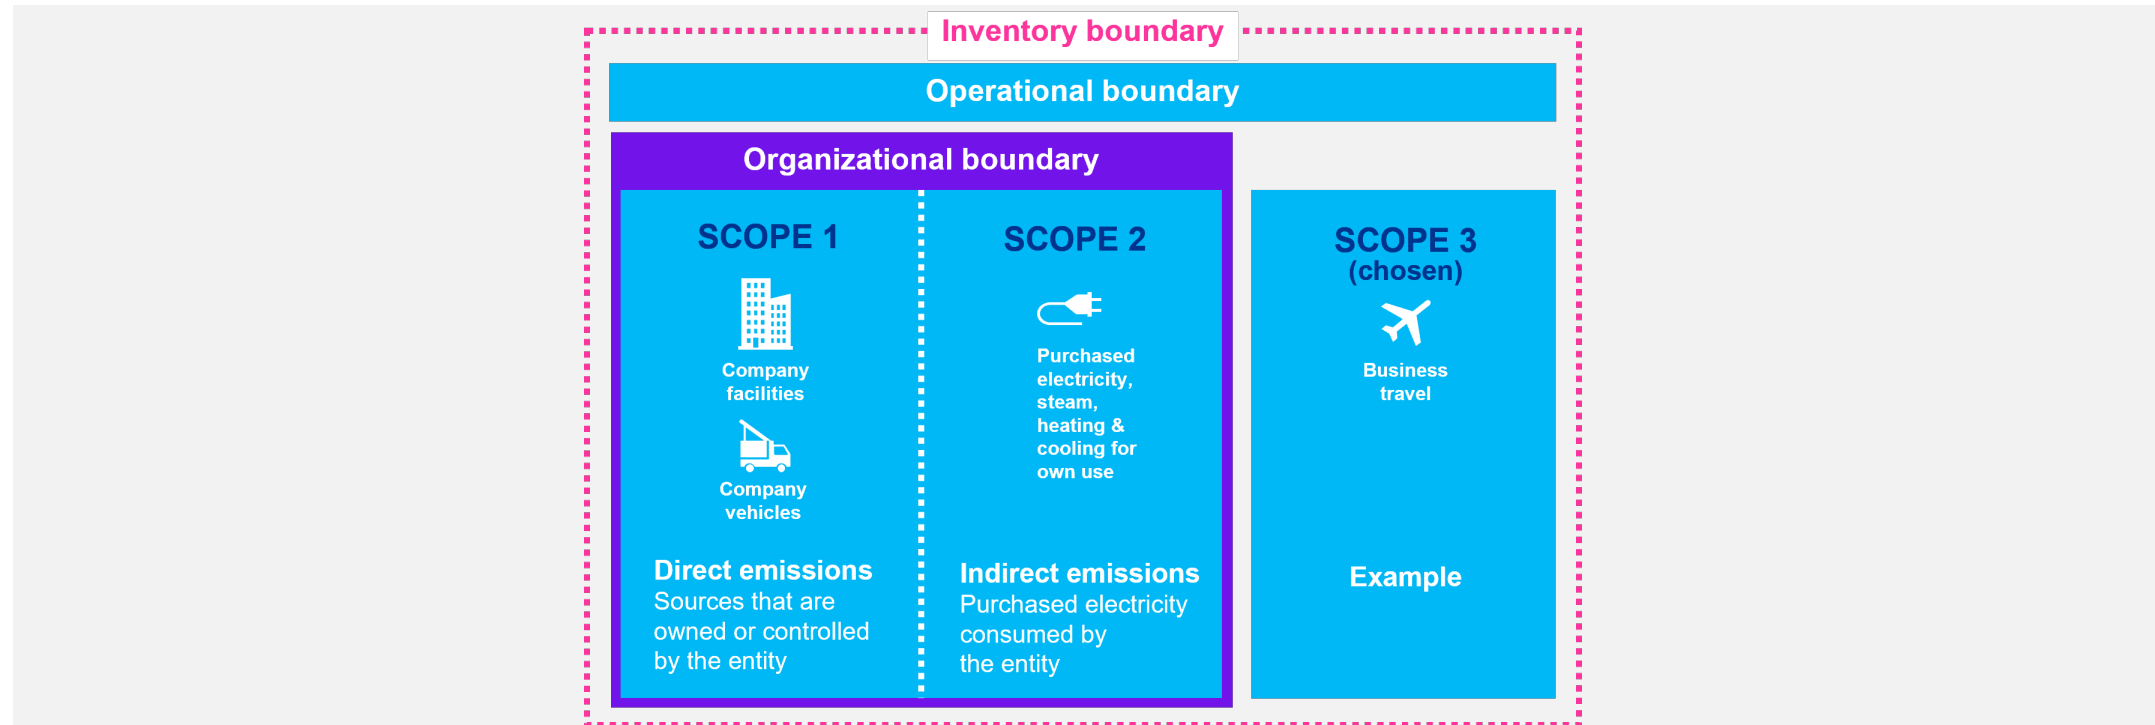 Inventory boundary
Operational boundary
Organizational boundary
SCOPE 1
Company
facilities
Company
vehicles
Direct emissions
Sources that are
owned or controlled
by the entity
SCOPE 2
Purchased
electricity,
steam,
heating &
cooling for
own use
Indirect emissions
Purchased electricity
consumed by
the entity
SCOPE 3
(chosen)
Business
travel
Example